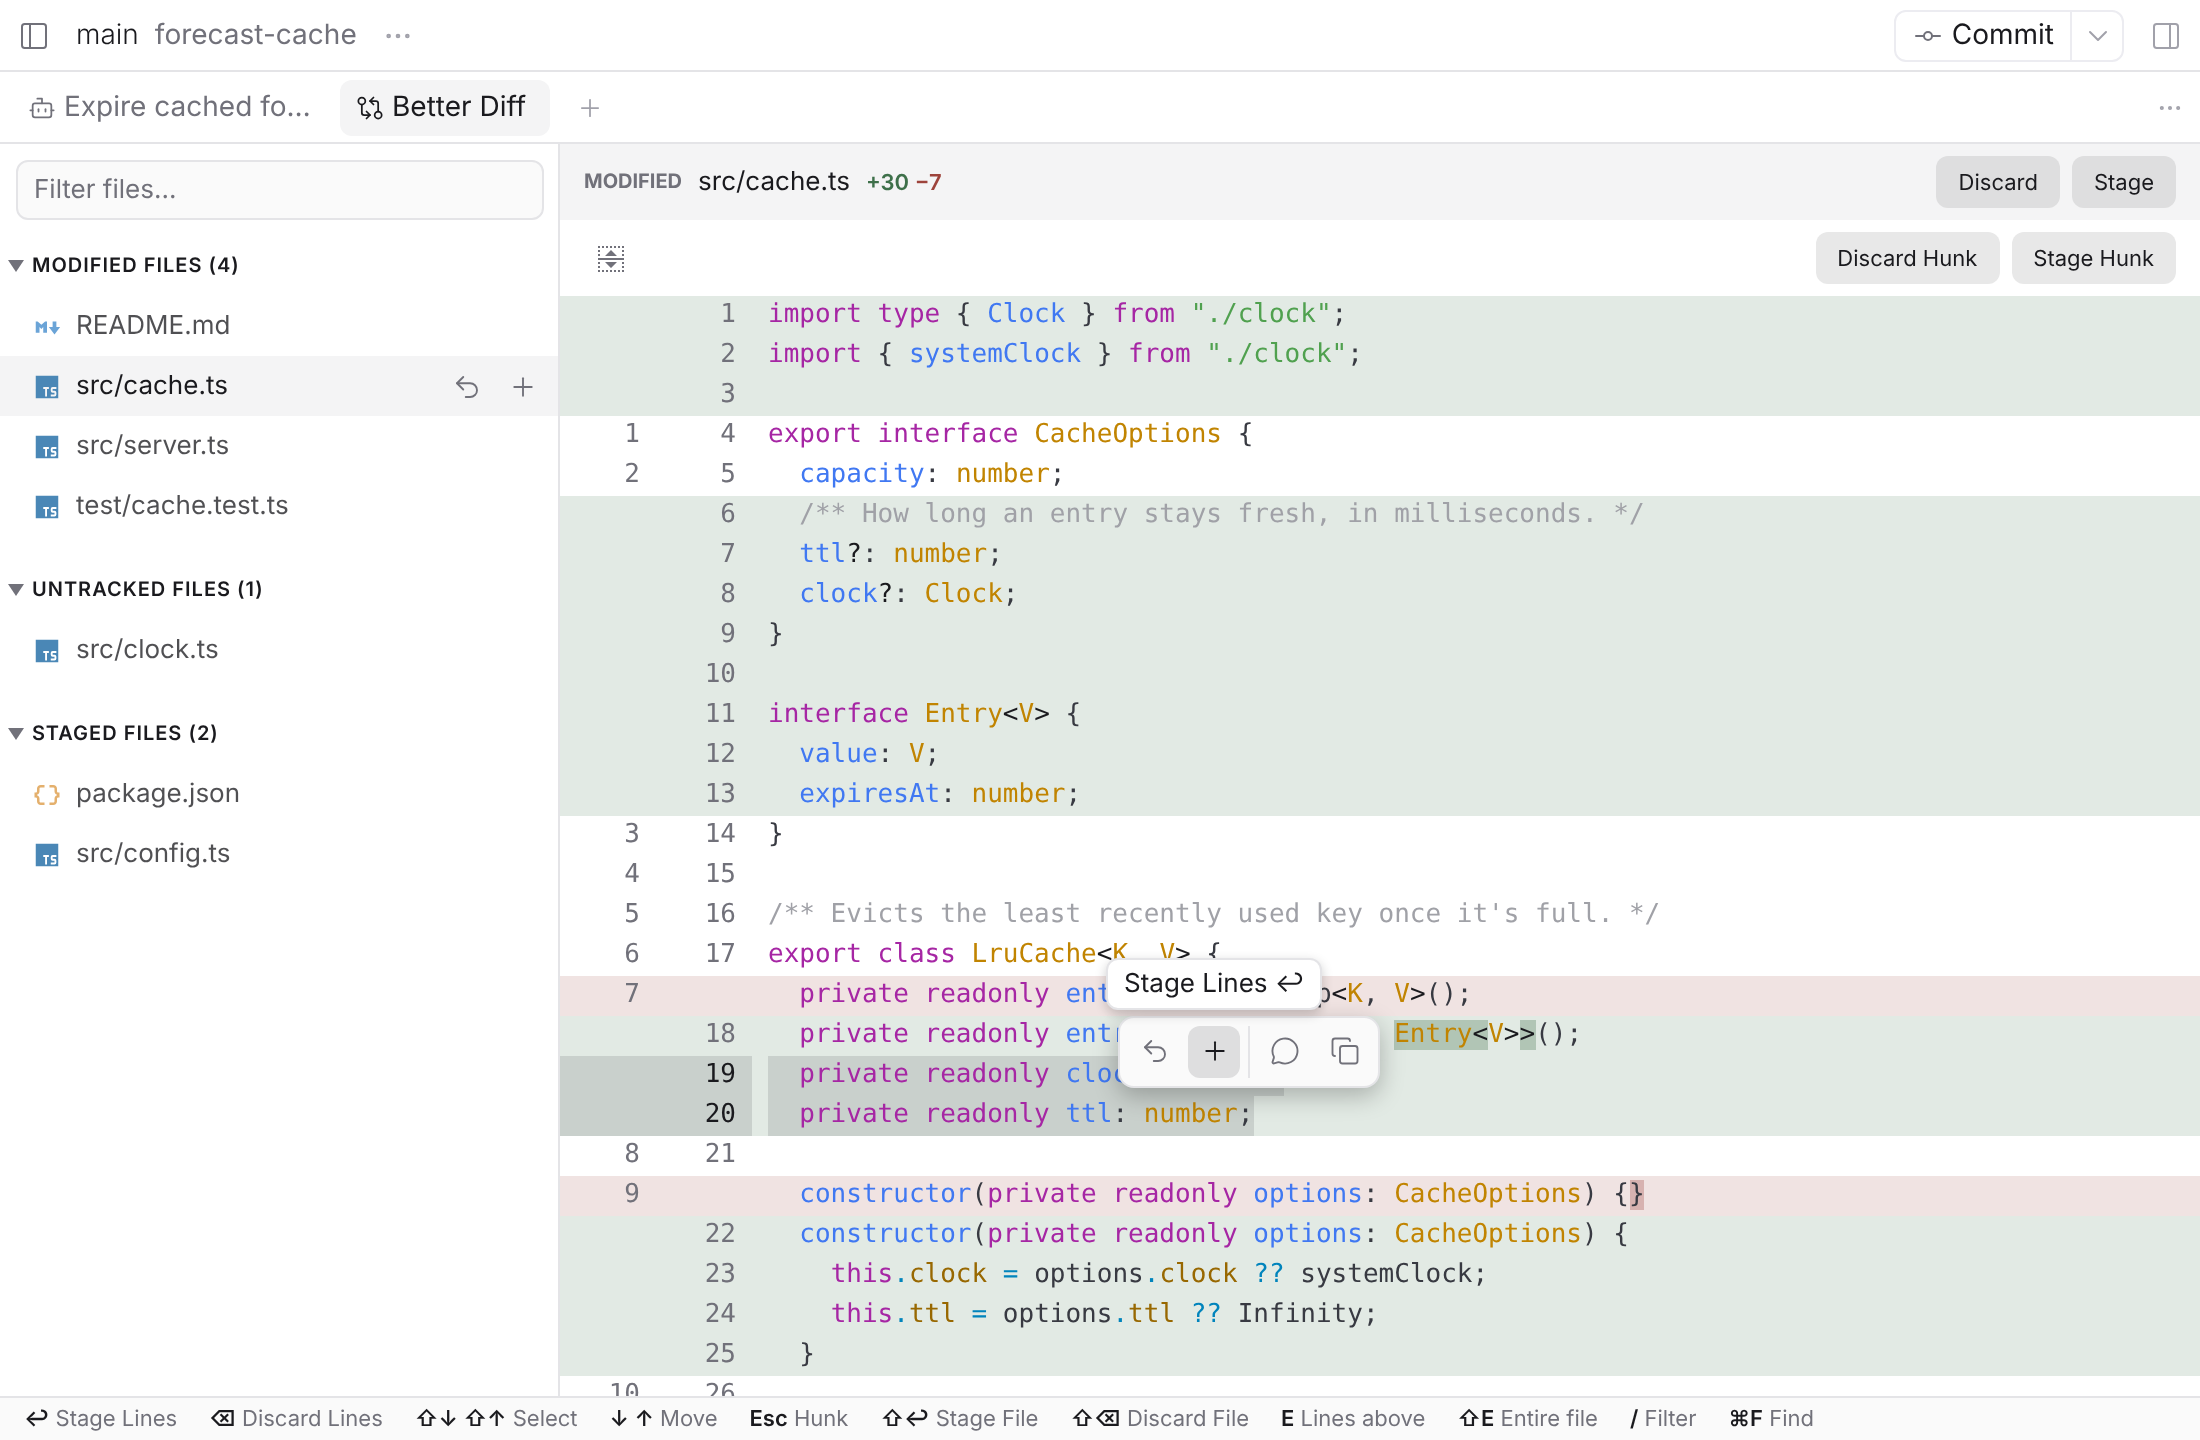 main forecast-cache ···
Commit
Expire cached fo...
Better Diff
Filter files...
MODIFIED FILES (4)
README.md
src/cache.ts
src/server.ts
test/cache.test.ts
UNTRACKED FILES (1)
src/clock.ts
STAGED FILES (2)
package.json
src/config.ts
MODIFIED src/cache.ts +30 −7
Discard
Stage
Discard Hunk
Stage Hunk
1 import type { Clock } from "./clock";
2 import { systemClock } from "./clock";
3
1 4 export interface CacheOptions {
2 5 capacity: number;
6 /** How long an entry stays fresh, in milliseconds. */
7 ttl?: number;
8 clock?: Clock;
9 }
10
11 interface Entry<V> {
12 value: V;
13 expiresAt: number;
3 14 }
4 15
5 16 /** Evicts the least recently used key once it's full. */
6 17 export class LruCache<K, V> {
7 private readonly ent p<K, V>();
Stage Lines ↩
18 private readonly entr Entry<V>>();
19 private readonly cloc
20 private readonly ttl: number;
8 21
9 constructor(private readonly options: CacheOptions) {}
22 constructor(private readonly options: CacheOptions) {
23 this.clock = options.clock ?? systemClock;
24 this.ttl = options.ttl ?? Infinity;
25 }
10 26
↩ Stage Lines ⌫ Discard Lines ⇧↓ ⇧↑ Select ↓ ↑ Move Esc Hunk ⇧↩ Stage File ⇧⌫ Discard File E Lines above ⇧E Entire file / Filter ⌘F Find